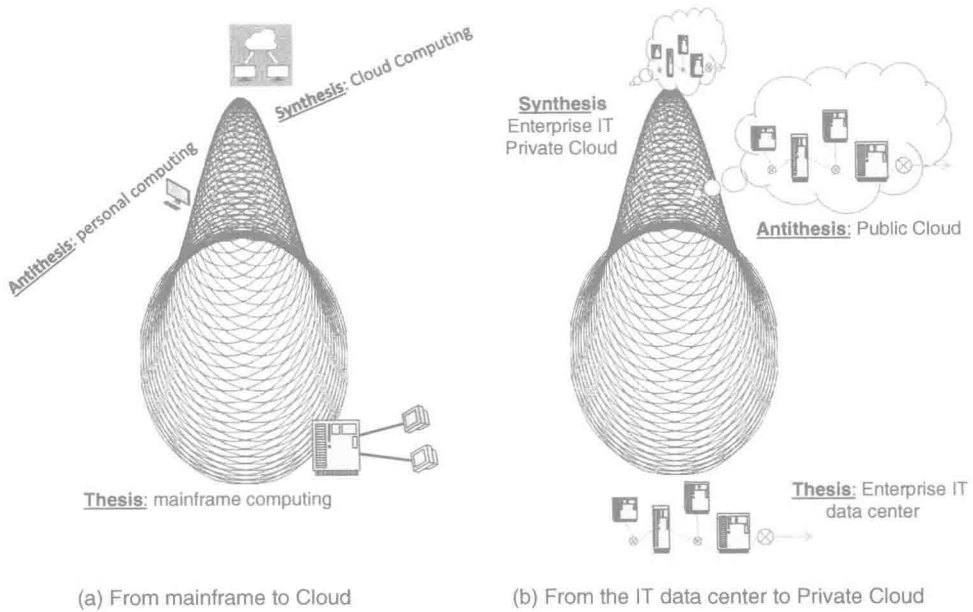 Synthesis: Cloud Computing
Antithesis: personal computing
Thesis: mainframe computing
(a) From mainframe to Cloud
Synthesis
Enterprise IT
Private Cloud
Antithesis: Public Cloud
Thesis: Enterprise IT
data center
(b) From the IT data center to Private Cloud